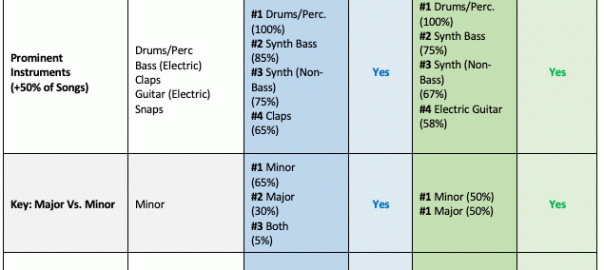 Prominent
Instruments
(+50% of Songs)
Drums/Perc
Bass (Electric)
Claps
Guitar (Electric)
Snaps
#1 Drums/Perc.
(100%)
#2 Synth Bass
(85%)
#3 Synth (Non-
Bass)
(75%)
#4 Claps
(65%)
Yes
#1 Drums/Perc.
(100%)
#2 Synth Bass
(75%)
#3 Synth (Non-
Bass)
(67%)
#4 Electric Guitar
(58%)
Yes
Key: Major Vs. Minor
Minor
#1 Minor
(65%)
#2 Major
(30%)
#3 Both
(5%)
Yes
#1 Minor (50%)
#1 Major (50%)
Yes